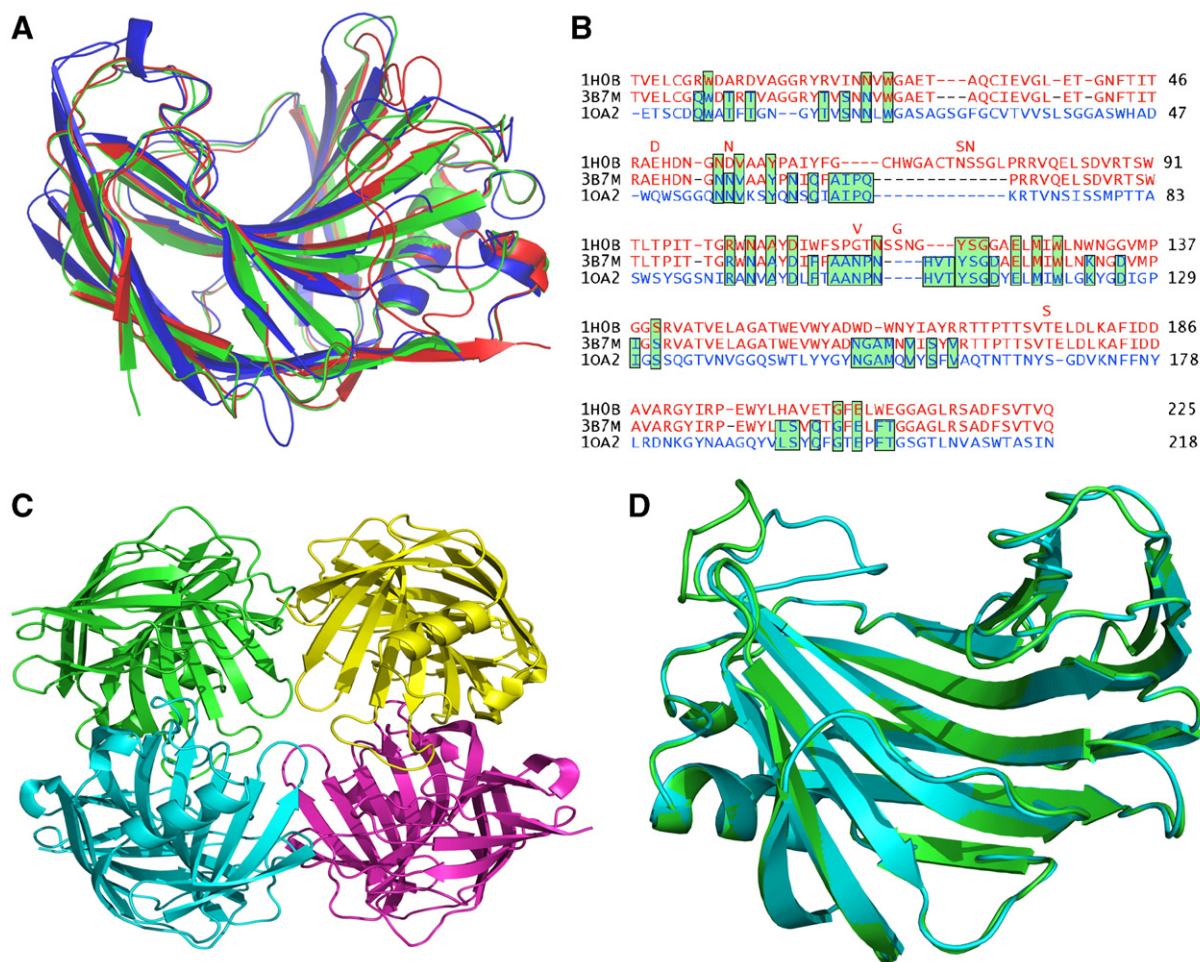 A
B
1H0B TVELCGRWDARDVAGGRYRVINNNVWGAET---AQCIEVGL-ET-GNFTIT 46
3B7M TVELCGQWDTRTVAGGRYTVSNNVWGAET---AQCIEVGL-ET-GNFTIT
1OA2 -ETSCDQWATFTGN--GYTVSNNLWGASAGSGFGCVTVVSLSGGASWHAD 47
D N SN
1H0B RAEHDN-GNDVAAYPAIYFG----CHWGACTNSSGLPRRVQELSDVRTSW 91
3B7M RAEHDN-GNNVAAYPNIQFAIPQ-----------PRRVQELSDVRTSW
1OA2 WQWSGGQNNVKSYQNSQIAIPQ------------KRTVNSISSMPTTA 83
V G
1H0B TLTPIT-TGRWNAAYDIWFSPGTNSSNG---YSGGAELMIWLNWNGGVMP 137
3B7M TLTPIT-TGRWNAAYDIFFAANPN----HVTYSGDAELMIWLNKNGDVMP
1OA2 SWSYSGSNIRANVAYDLFTAANPN----HVTYSGDYELMIWLGKYGDIGP 129
S
1H0B GGSRVATVELAGATWEVWYADWD-WNYIAYRRTTPTTSVTELDLKAFIDD 186
3B7M IGSRVATVELAGATWEVWYADNGAMNVISYVRTTPTTSVTELDLKAFIDD
1OA2 IGSSQGTVNVGGQSWTLYYGYNGAMQVYSFVAQTNTTNYS-GDVKNFFNY 178
1H0B AVARGYIRP-EWYLHAVETGFELWEGGAGLRSADFSVTVQ 225
3B7M AVARGYIRP-EWYLLSVQTGFELFTGGAGLRSADFSVTVQ
1OA2 LRDNKGYNAAGQYVLSYQFGTEPFTGSGTLNVASWTASIN 218
C
D